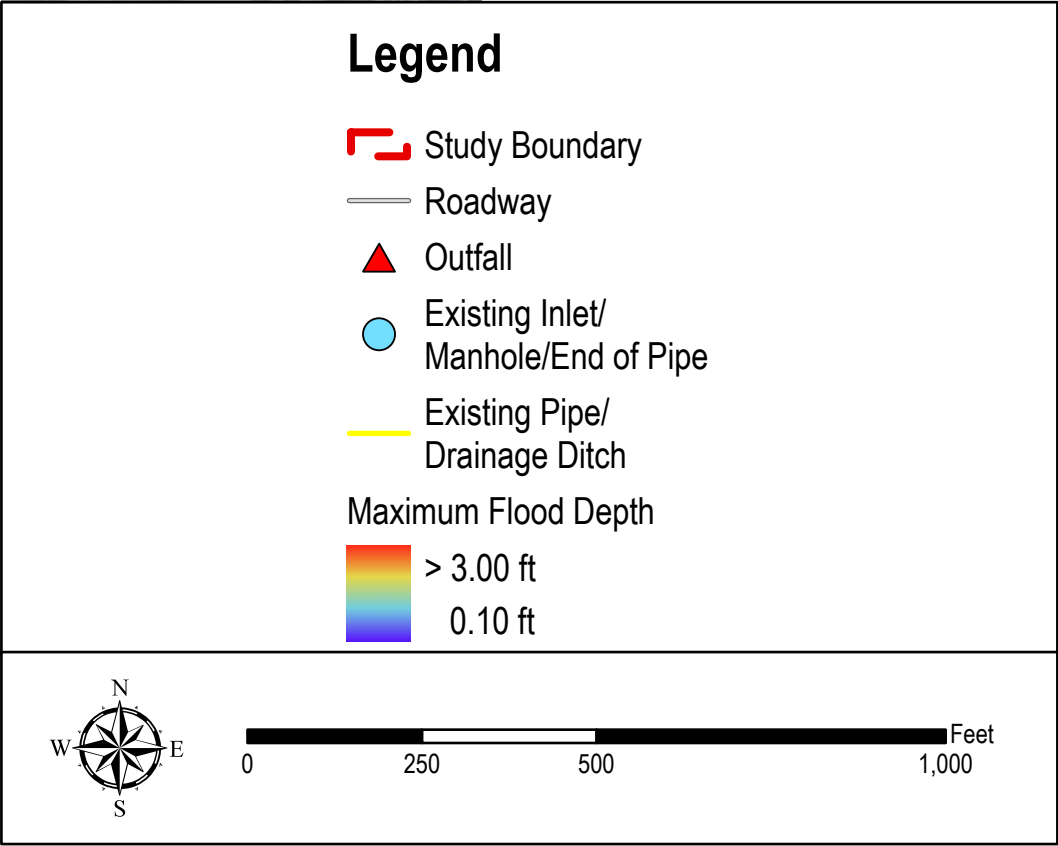 Legend
Study Boundary
Roadway
Outfall
Existing Inlet/
Manhole/End of Pipe
Existing Pipe/
Drainage Ditch
Maximum Flood Depth
> 3.00 ft
0.10 ft
N
W E
S
Feet
0 250 500 1,000